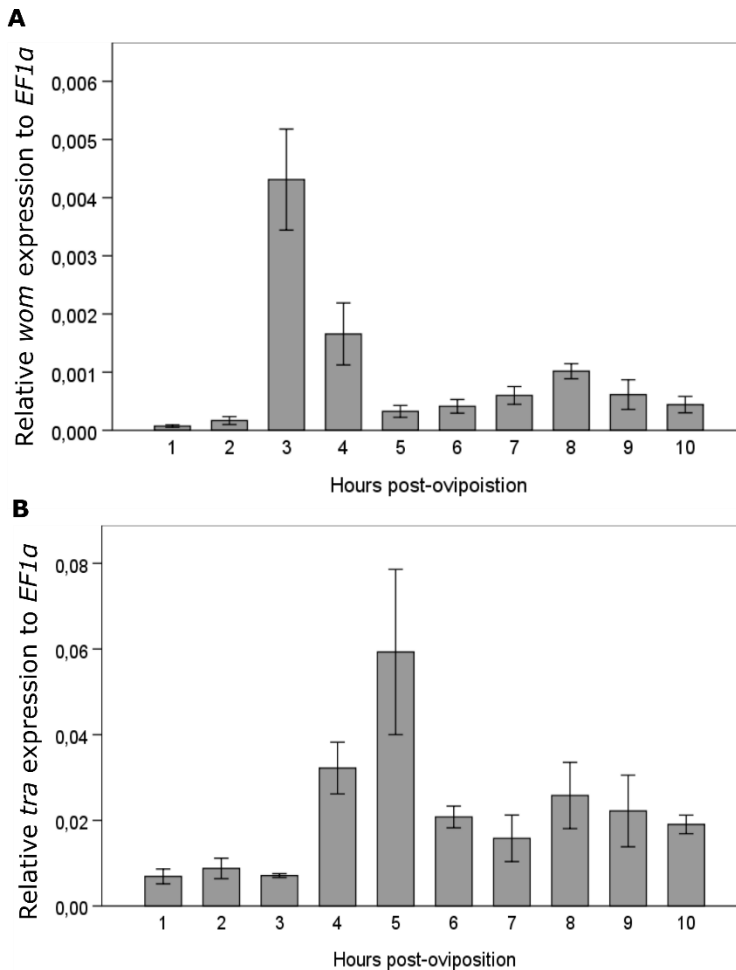 A
Relative wom expression to EF1a
0,006
0,005
0,004
0,003
0,002
0,001
0,000
1 2 3 4 5 6 7 8 9 10
Hours post-ovipoistion
B
Relative tra expression to EF1a
0,08
0,06
0,04
0,02
0,00
1 2 3 4 5 6 7 8 9 10
Hours post-oviposition